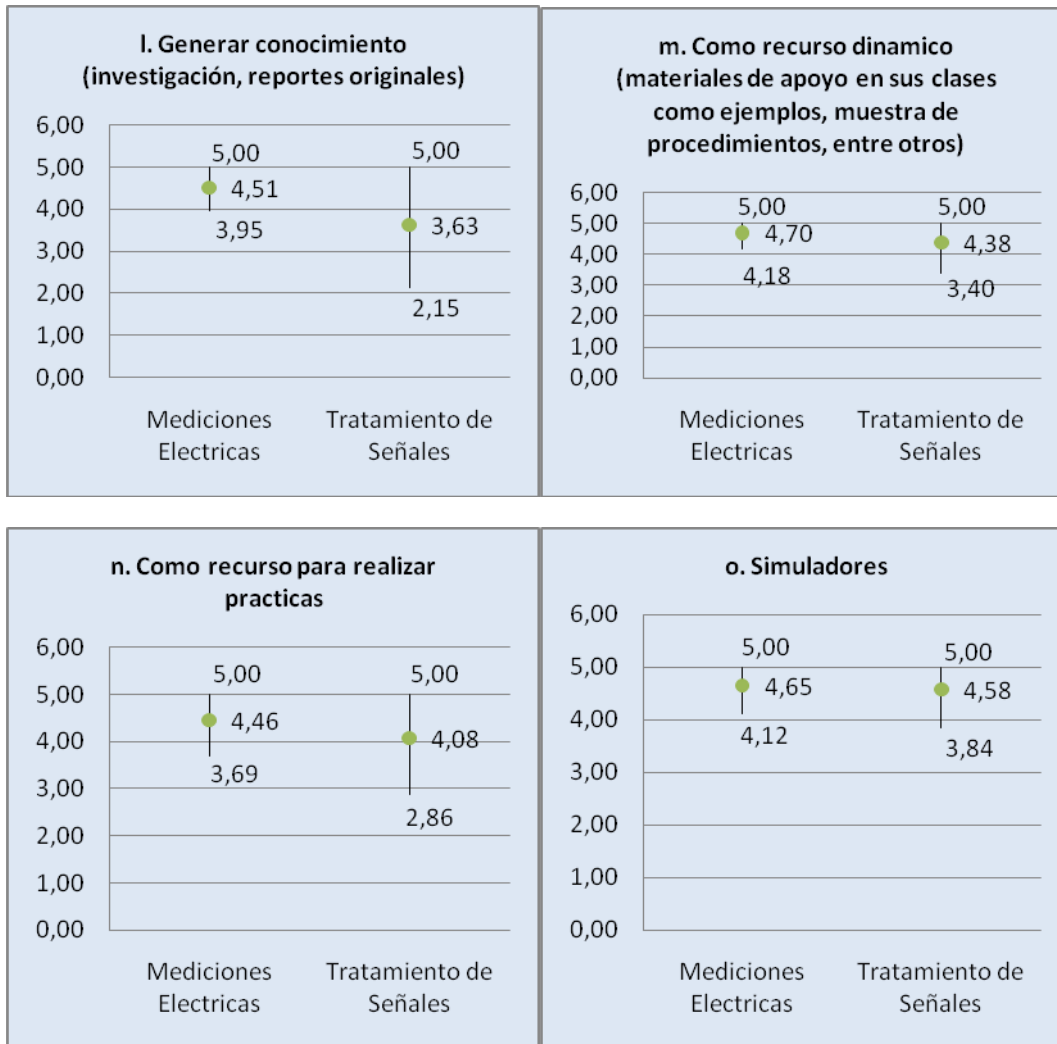 l. Generar conocimiento
(investigación, reportes originales)
6,00
5,00
4,00
3,00
2,00
1,00
0,00
5,00
4,51
3,95
5,00
3,63
2,15
Mediciones
Electricas
Tratamiento de
Señales
m. Como recurso dinamico
(materiales de apoyo en sus clases
como ejemplos, muestra de
procedimientos, entre otros)
6,00
5,00
4,00
3,00
2,00
1,00
0,00
5,00
4,70
4,18
5,00
4,38
3,40
Mediciones
Electricas
Tratamiento de
Señales
n. Como recurso para realizar
practicas
6,00
5,00
4,00
3,00
2,00
1,00
0,00
5,00
4,46
3,69
5,00
4,08
2,86
Mediciones
Electricas
Tratamiento de
Señales
o. Simuladores
6,00
5,00
4,00
3,00
2,00
1,00
0,00
5,00
4,65
4,12
5,00
4,58
3,84
Mediciones
Electricas
Tratamiento de
Señales